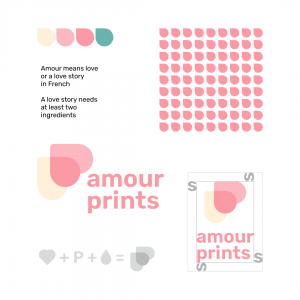 Amour means love
or a love story
in French
A love story needs
at least two
ingredients
amour
prints
+ P + =
S
S
amour
prints
S
S